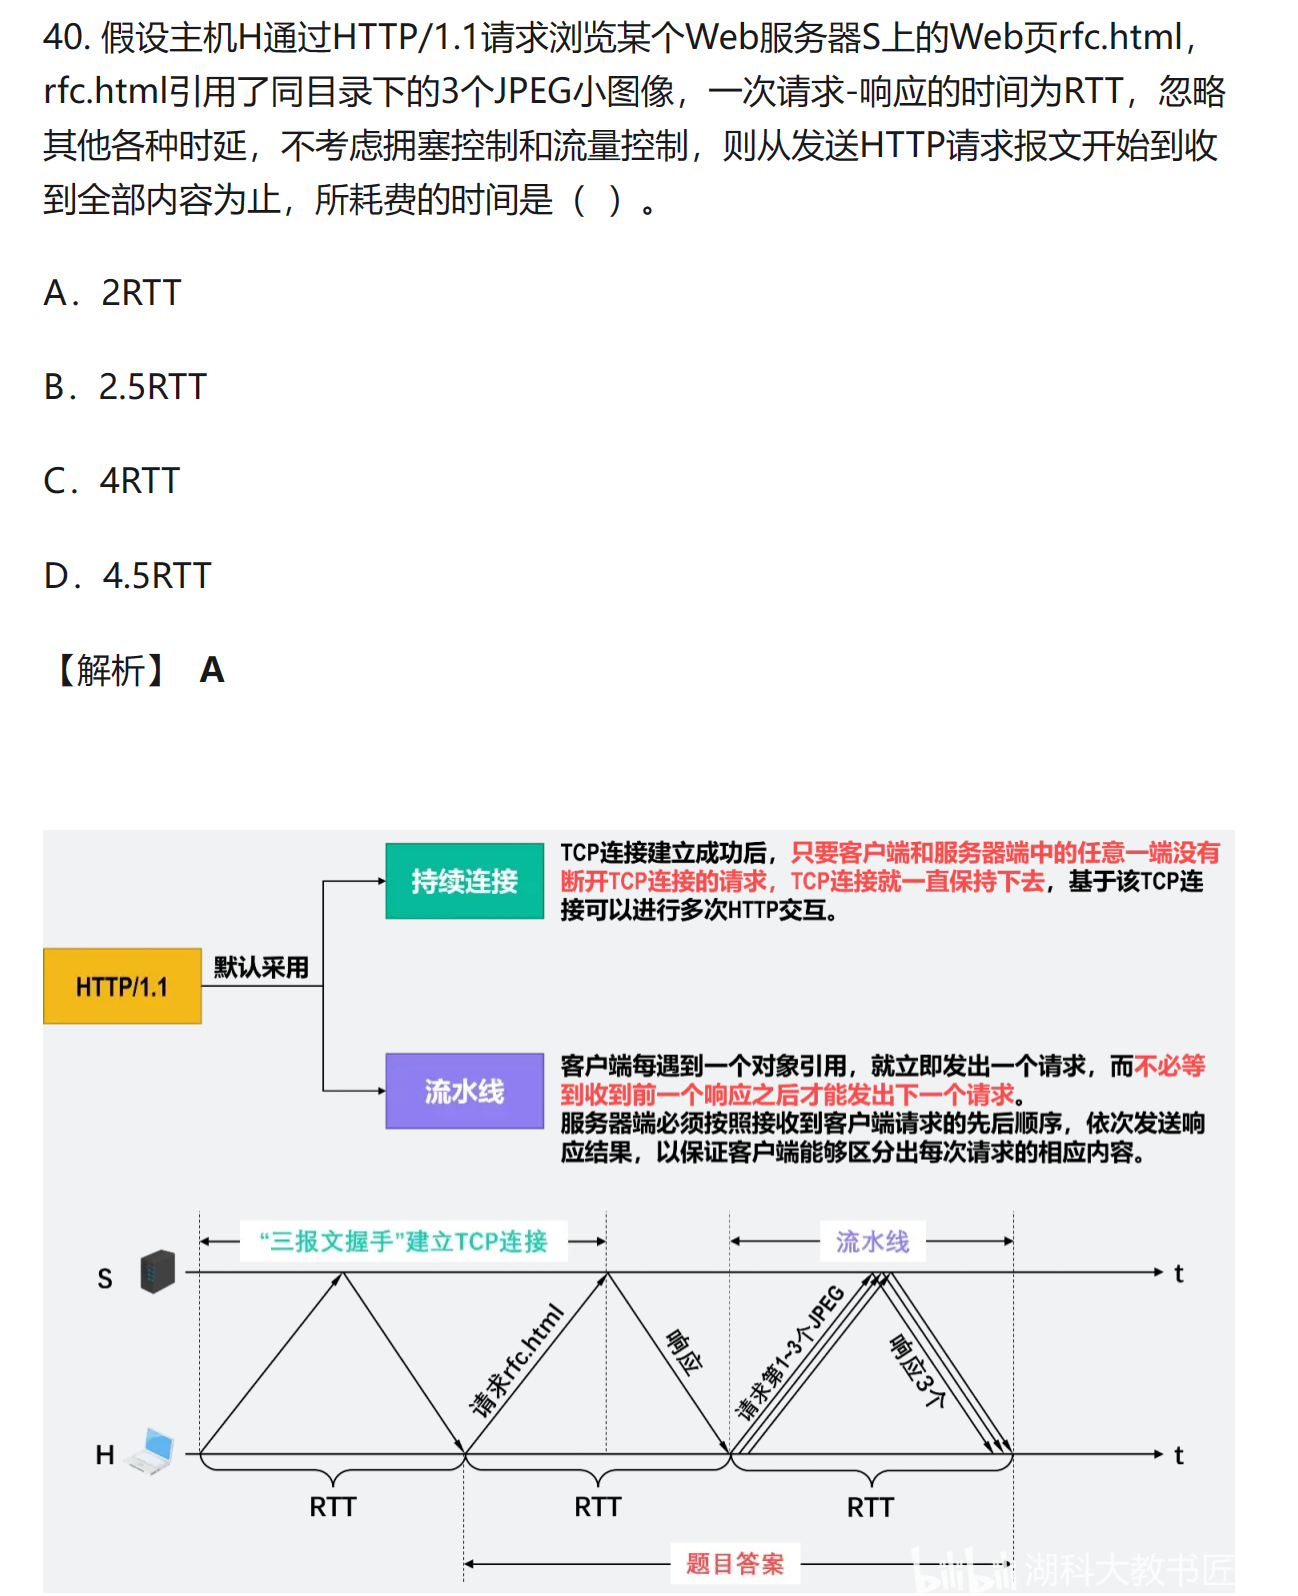 40. 假设主机H通过HTTP/1.1请求浏览某个Web服务器S上的Web页rfc.html，
rfc.html引用了同目录下的3个JPEG小图像，一次请求-响应的时间为RTT，忽略
其他各种时延，不考虑拥塞控制和流量控制，则从发送HTTP请求报文开始到收
到全部内容为止，所耗费的时间是（ ）。
A．2RTT
B．2.5RTT
C．4RTT
D．4.5RTT
【解析】 A
TCP连接建立成功后，只要客户端和服务器端中的任意一端没有
持续连接
断开TCP连接的请求，TCP连接就一直保持下去，基于该TCP连
接可以进行多次HTTP交互。
默认采用
HTTP/1.1
客户端每遇到一个对象引用，就立即发出一个请求，而不必等
流水线
到收到前一个响应之后才能发出下一个请求。
服务器端必须按照接收到客户端请求的先后顺序，依次发送响
应结果，以保证客户端能够区分出每次请求的相应内容。
“三报文握手”建立TCP连接
流水线
S
t
请求rfc.html
响应
请求第1~3个JPEG
响应3个
H
t
RTT
RTT
RTT
题目答案
bilibili 湖科大教书匠